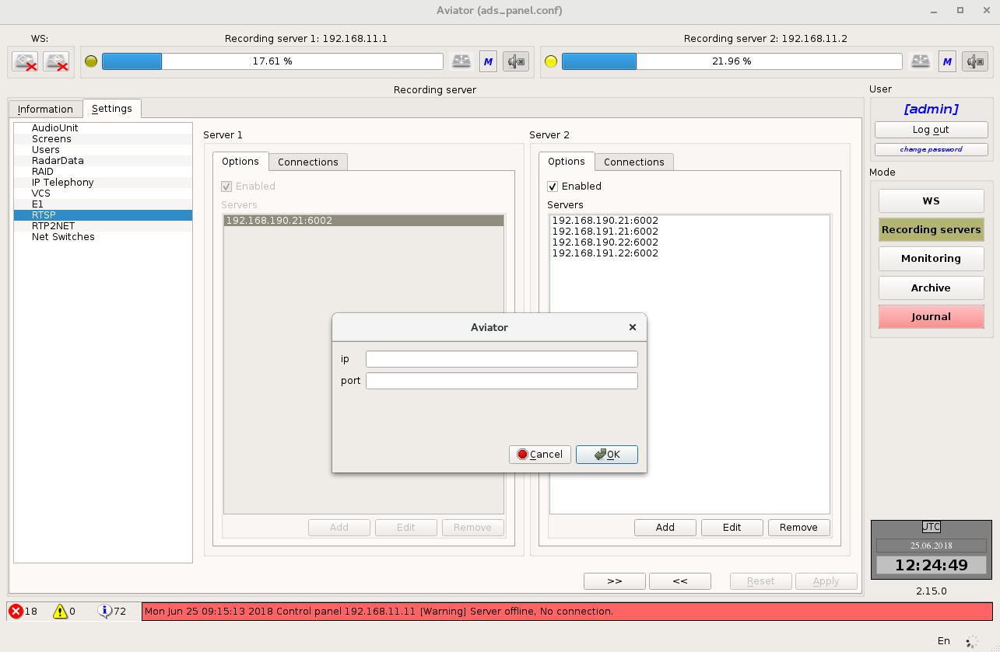 Aviator (ads_panel.conf)
WS:
Recording server 1: 192.168.11.1
Recording server 2: 192.168.11.2
17.61 %
M
21.96 %
M
Recording server
Information
Settings
AudioUnit
Screens
Users
RadarData
RAID
IP Telephony
VCS
E1
RTSP
RTP2NET
Net Switches
Server 1
Options
Connections
Enabled
Servers
192.168.190.21:6002
Add
Edit
Remove
Server 2
Options
Connections
Enabled
Servers
192.168.190.21:6002
192.168.191.21:6002
192.168.190.22:6002
192.168.191.22:6002
Add
Edit
Remove
Aviator
ip
port
Cancel
OK
>>
<<
Reset
Apply
User
[admin]
Log out
change password
Mode
WS
Recording servers
Monitoring
Archive
Journal
UTC
25.06.2018
12:24:49
2.15.0
18
0
72
Mon Jun 25 09:15:13 2018 Control panel 192.168.11.11 [Warning] Server offline, No connection.
En